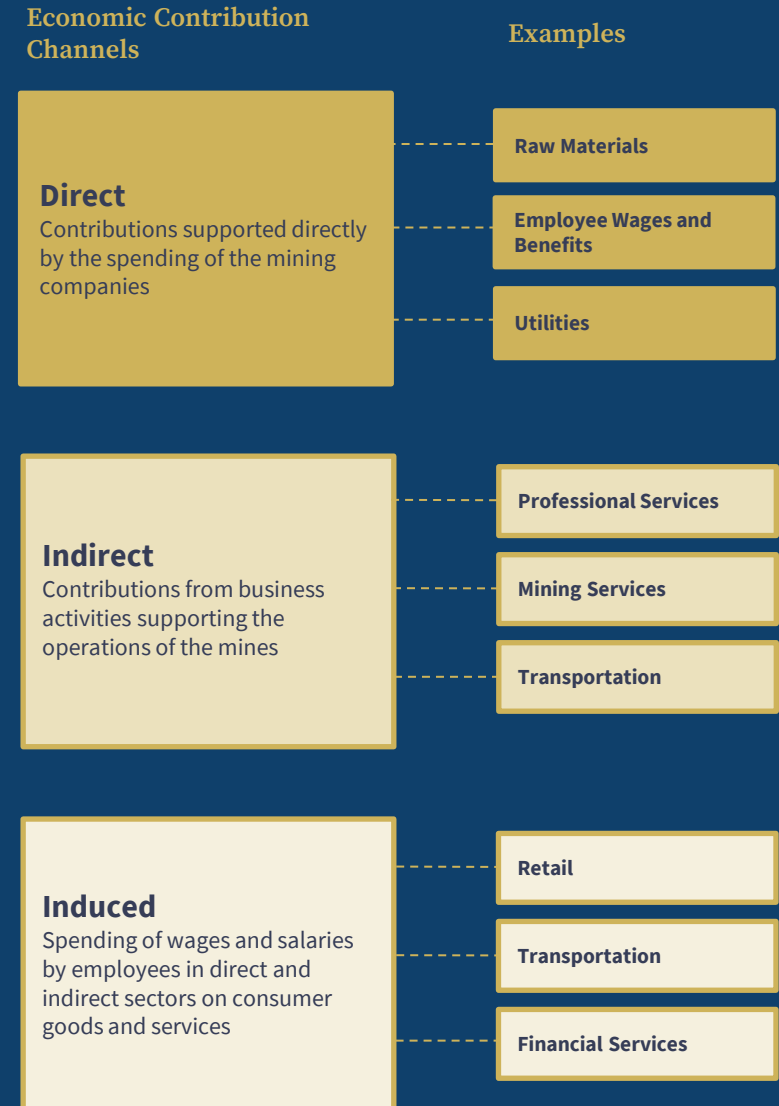 Economic Contribution
Channels
Examples
Direct
Contributions supported directly
by the spending of the mining
companies
Raw Materials
Employee Wages and
Benefits
Utilities
Indirect
Contributions from business
activities supporting the
operations of the mines
Professional Services
Mining Services
Transportation
Induced
Spending of wages and salaries
by employees in direct and
indirect sectors on consumer
goods and services
Retail
Transportation
Financial Services